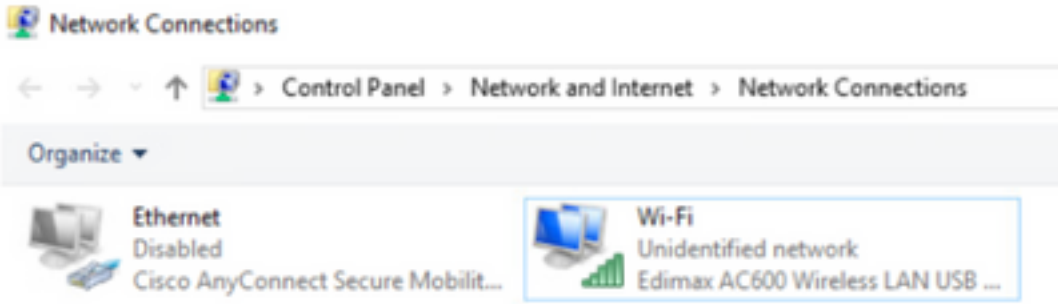 Network Connections
Control Panel > Network and Internet > Network Connections
Organize
Ethernet
Disabled
Cisco AnyConnect Secure Mobilit...
Wi-Fi
Unidentified network
Edimax AC600 Wireless LAN USB ...